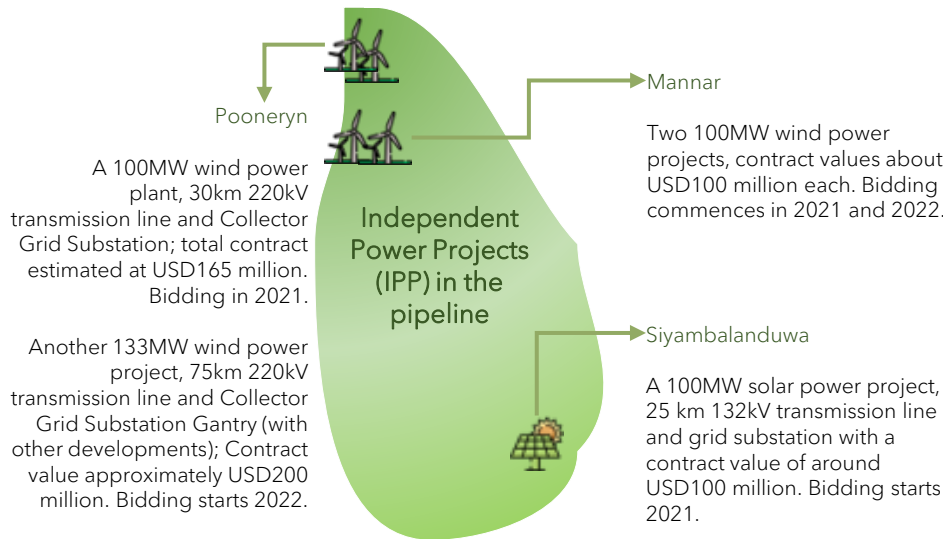 Pooneryn
A 100MW wind power
plant, 30km 220kV
transmission line and Collector
Grid Substation; total contract
estimated at USD165 million.
Bidding in 2021.
Another 133MW wind power
project, 75km 220kV
transmission line and Collector
Grid Substation Gantry (with
other developments); Contract
value approximately USD200
million. Bidding starts 2022.
Independent
Power Projects
(IPP) in the
pipeline
Mannar
Two 100MW wind power
projects, contract values about
USD100 million each. Bidding
commences in 2021 and 2022.
Siyambalanduwa
A 100MW solar power project,
25 km 132kV transmission line
and grid substation with a
contract value of around
USD100 million. Bidding starts
2021.